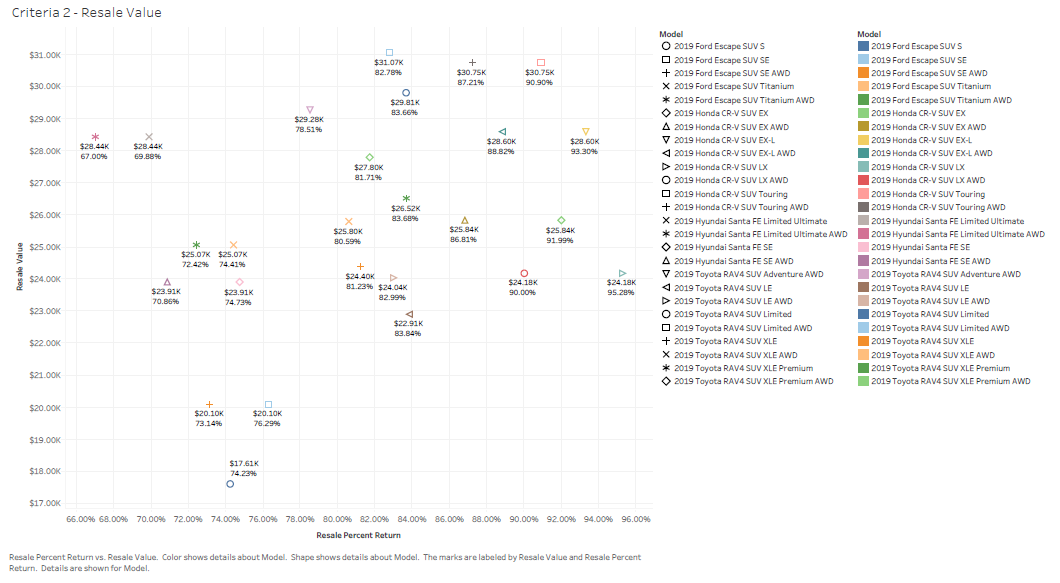 Criteria 2 - Resale Value
Resale Value
$31.00K
$30.00K
$29.00K
$28.00K
$27.00K
$26.00K
$25.00K
$24.00K
$23.00K
$22.00K
$21.00K
$20.00K
$19.00K
$18.00K
$17.00K
$31.07K
82.78%
$30.75K
87.21%
$30.75K
90.90%
$29.81K
83.66%
$29.28K
78.51%
$28.44K
67.00%
$28.44K
69.88%
$28.60K
88.82%
$28.60K
93.30%
$27.80K
81.71%
$26.52K
83.68%
$25.80K
80.59%
$25.84K
86.81%
$25.84K
91.99%
$25.07K
72.42%
$25.07K
74.41%
$24.40K
81.23%
$24.04K
82.99%
$24.18K
90.00%
$24.18K
95.28%
$23.91K
70.86%
$23.91K
74.73%
$22.91K
83.84%
$20.10K
73.14%
$20.10K
76.29%
$17.61K
74.23%
66.00% 68.00% 70.00% 72.00% 74.00% 76.00% 78.00% 80.00% 82.00% 84.00% 86.00% 88.00% 90.00% 92.00% 94.00% 96.00%
Resale Percent Return
Model
2019 Ford Escape SUV S
2019 Ford Escape SUV SE
2019 Ford Escape SUV SE AWD
2019 Ford Escape SUV Titanium
2019 Ford Escape SUV Titanium AWD
2019 Honda CR-V SUV EX
2019 Honda CR-V SUV EX AWD
2019 Honda CR-V SUV EX-L
2019 Honda CR-V SUV EX-L AWD
2019 Honda CR-V SUV LX
2019 Honda CR-V SUV LX AWD
2019 Honda CR-V SUV Touring
2019 Honda CR-V SUV Touring AWD
2019 Hyundai Santa FE Limited Ultimate
2019 Hyundai Santa FE Limited Ultimate AWD
2019 Hyundai Santa FE SE
2019 Hyundai Santa FE SE AWD
2019 Toyota RAV4 SUV Adventure AWD
2019 Toyota RAV4 SUV LE
2019 Toyota RAV4 SUV LE AWD
2019 Toyota RAV4 SUV Limited
2019 Toyota RAV4 SUV Limited AWD
2019 Toyota RAV4 SUV XLE
2019 Toyota RAV4 SUV XLE AWD
2019 Toyota RAV4 SUV XLE Premium
2019 Toyota RAV4 SUV XLE Premium AWD
Model
2019 Ford Escape SUV S
2019 Ford Escape SUV SE
2019 Ford Escape SUV SE AWD
2019 Ford Escape SUV Titanium
2019 Ford Escape SUV Titanium AWD
2019 Honda CR-V SUV EX
2019 Honda CR-V SUV EX AWD
2019 Honda CR-V SUV EX-L
2019 Honda CR-V SUV EX-L AWD
2019 Honda CR-V SUV LX
2019 Honda CR-V SUV LX AWD
2019 Honda CR-V SUV Touring
2019 Honda CR-V SUV Touring AWD
2019 Hyundai Santa FE Limited Ultimate
2019 Hyundai Santa FE Limited Ultimate AWD
2019 Hyundai Santa FE SE
2019 Hyundai Santa FE SE AWD
2019 Toyota RAV4 SUV Adventure AWD
2019 Toyota RAV4 SUV LE
2019 Toyota RAV4 SUV LE AWD
2019 Toyota RAV4 SUV Limited
2019 Toyota RAV4 SUV Limited AWD
2019 Toyota RAV4 SUV XLE
2019 Toyota RAV4 SUV XLE AWD
2019 Toyota RAV4 SUV XLE Premium
2019 Toyota RAV4 SUV XLE Premium AWD
Resale Percent Return vs. Resale Value. Color shows details about Model. Shape shows details about Model. The marks are labeled by Resale Value and Resale Percent
Return. Details are shown for Model.